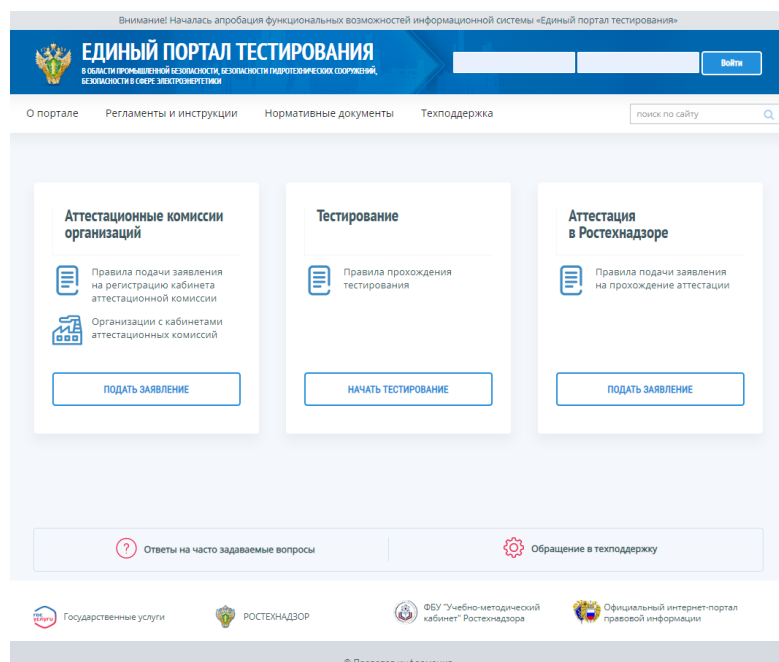 Внимание! Началась апробация функциональных возможностей информационной системы «Единый портал тестирования»
ЕДИНЫЙ ПОРТАЛ ТЕСТИРОВАНИЯ
В ОБЛАСТИ ПРОМЫШЛЕННОЙ БЕЗОПАСНОСТИ, БЕЗОПАСНОСТИ ГИДРОТЕХНИЧЕСКИХ СООРУЖЕНИЙ,
БЕЗОПАСНОСТИ В СФЕРЕ ЭЛЕКТРОЭНЕРГЕТИКИ
Войти
О портале Регламенты и инструкции Нормативные документы Техподдержка поиск по сайту
Аттестационные комиссии
организаций
Правила подачи заявления
на регистрацию кабинета
аттестационной комиссии
Организации с кабинетами
аттестационных комиссий
ПОДАТЬ ЗАЯВЛЕНИЕ
Тестирование
Правила прохождения
тестирования
НАЧАТЬ ТЕСТИРОВАНИЕ
Аттестация
в Ростехнадзоре
Правила подачи заявления
на прохождение аттестации
ПОДАТЬ ЗАЯВЛЕНИЕ
Ответы на часто задаваемые вопросы
Обращение в техподдержку
Государственные услуги
РОСТЕХНАДЗОР
ФБУ "Учебно-методический
кабинет" Ростехнадзора
Официальный интернет-портал
правовой информации